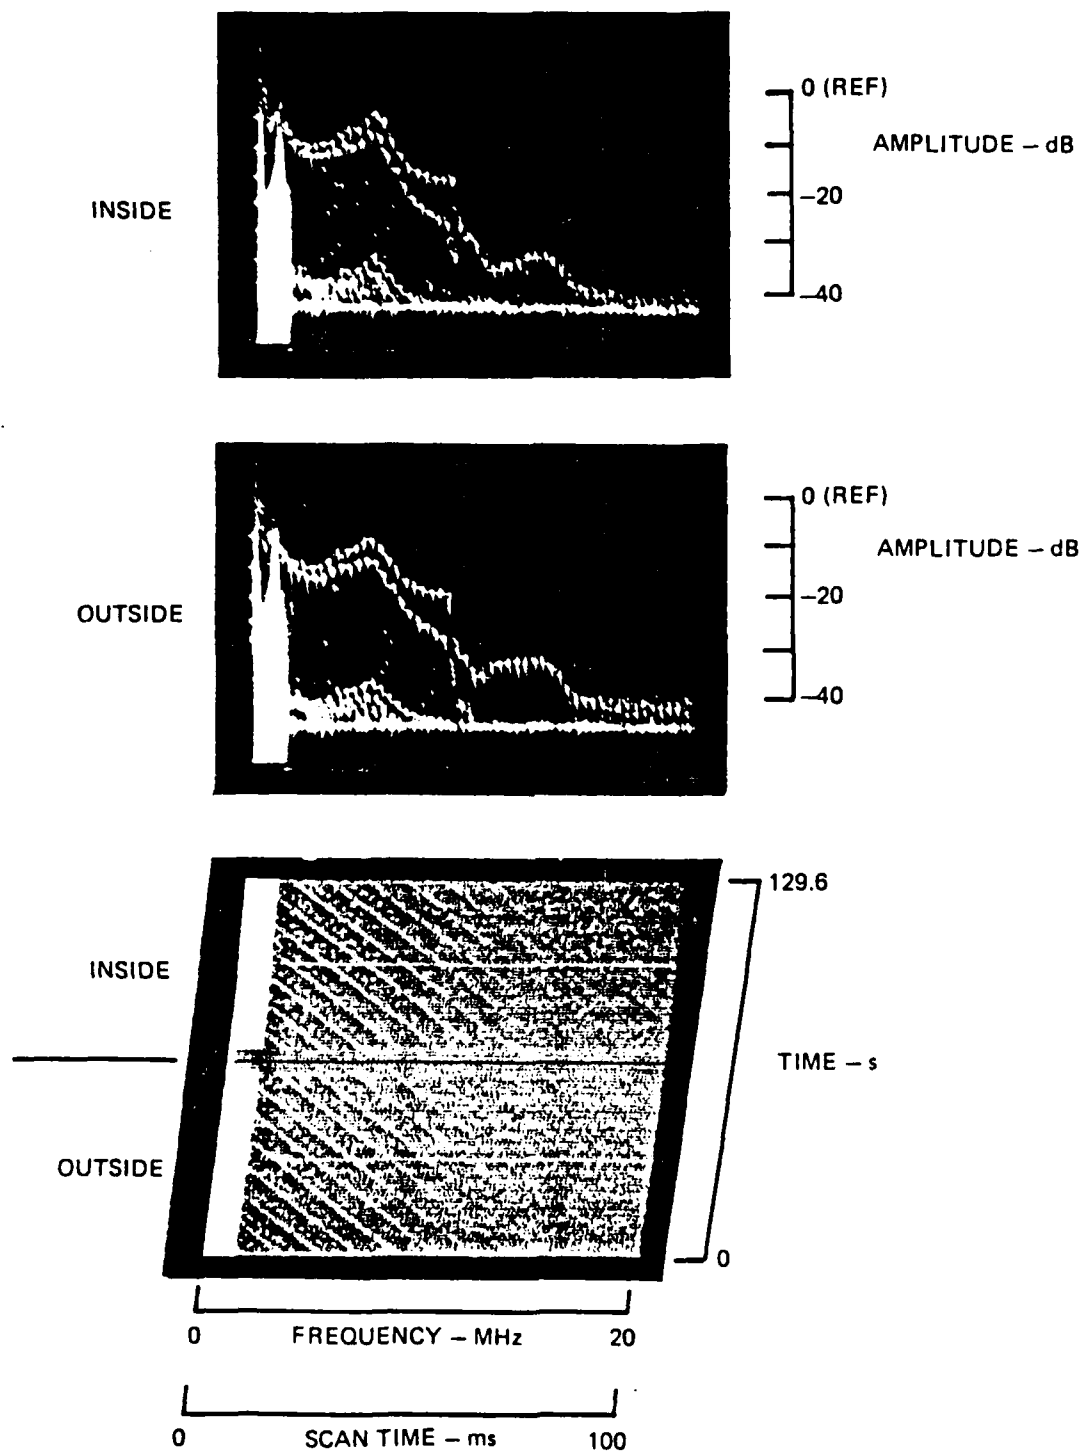 0 (REF)
AMPLITUDE – dB
INSIDE
–20
–40
0 (REF)
AMPLITUDE – dB
–20
OUTSIDE
–40
129.6
INSIDE
TIME – s
OUTSIDE
0
0 FREQUENCY – MHz 20
0 SCAN TIME – ms 100